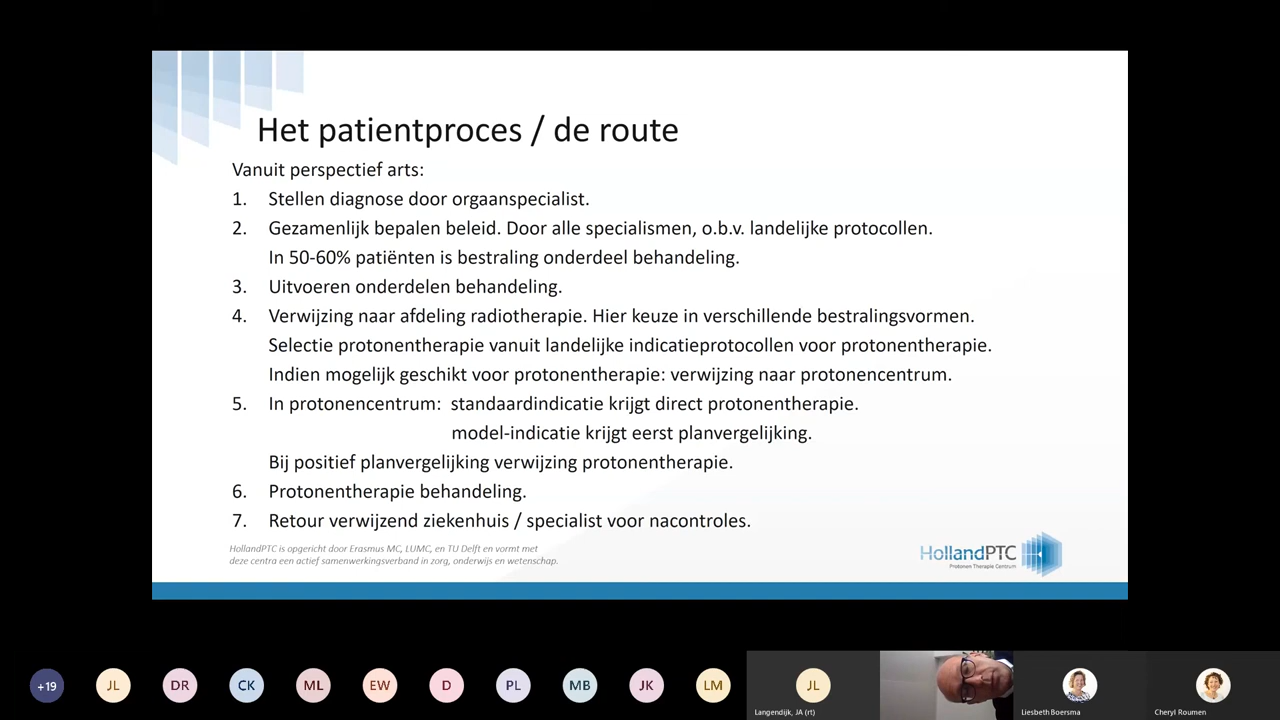 Het patientproces / de route
Vanuit perspectief arts:
1. Stellen diagnose door orgaanspecialist.
2. Gezamenlijk bepalen beleid. Door alle specialismen, o.b.v. landelijke protocollen.
In 50-60% patiënten is bestraling onderdeel behandeling.
3. Uitvoeren onderdelen behandeling.
4. Verwijzing naar afdeling radiotherapie. Hier keuze in verschillende bestralingsvormen.
Selectie protonentherapie vanuit landelijke indicatieprotocollen voor protonentherapie.
Indien mogelijk geschikt voor protonentherapie: verwijzing naar protonencentrum.
5. In protonencentrum: standaardindicatie krijgt direct protonentherapie.
model-indicatie krijgt eerst planvergelijking.
Bij positief planvergelijking verwijzing protonentherapie.
6. Protonentherapie behandeling.
7. Retour verwijzend ziekenhuis / specialist voor nacontroles.
HollandPTC is opgericht door Erasmus MC, LUMC, en TU Delft en vormt met
deze centra een actief samenwerkingsverband in zorg, onderwijs en wetenschap.
HollandPTC
Protonen Therapie Centrum
+19 JL DR CK ML EW D PL MB JK LM JL
Langendijk, JA (rt) Liesbeth Boersma Cheryl Roumen